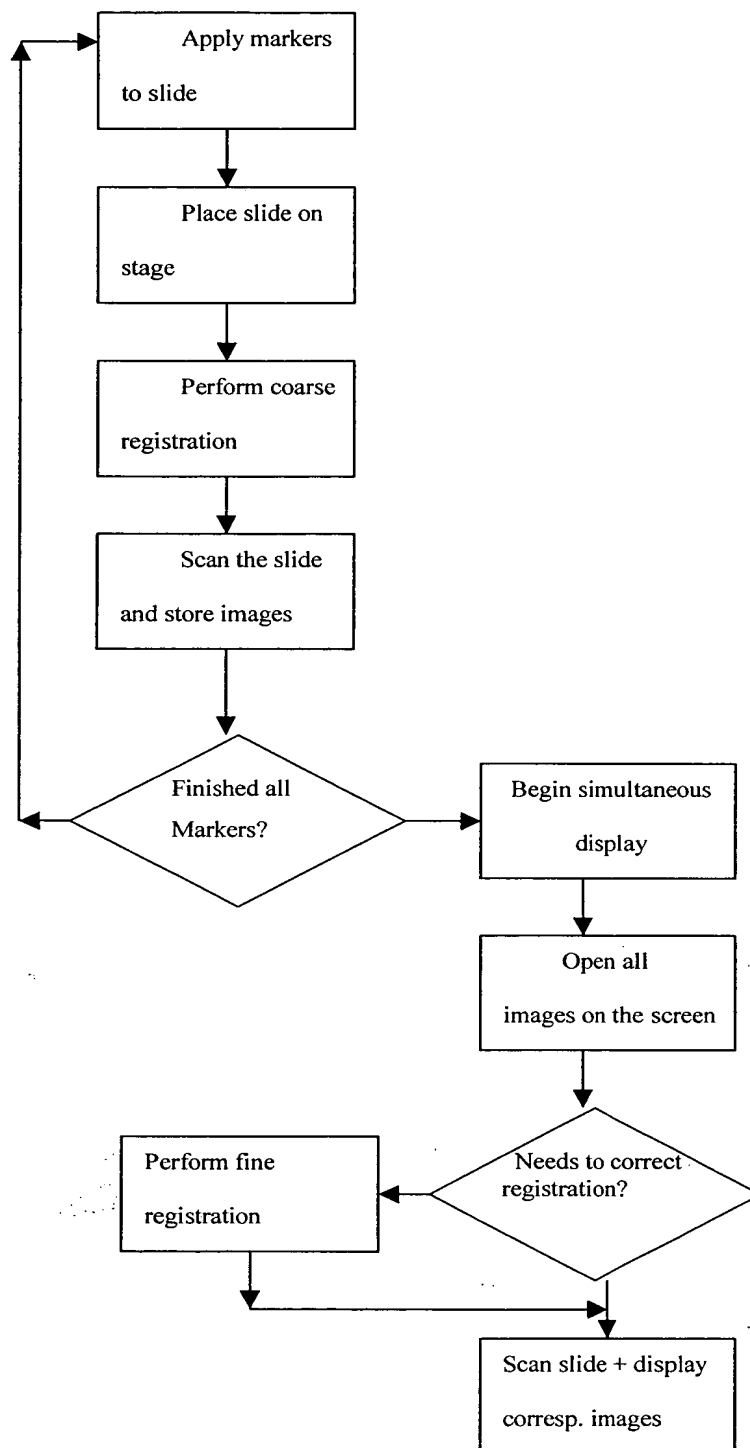 Apply markers
to slide
Place slide on
stage
Perform coarse
registration
Scan the slide
and store images
Finished all
Markers?
Begin simultaneous
display
Open all
images on the screen
Needs to correct
registration?
Perform fine
registration
Scan slide + display
corresp. images